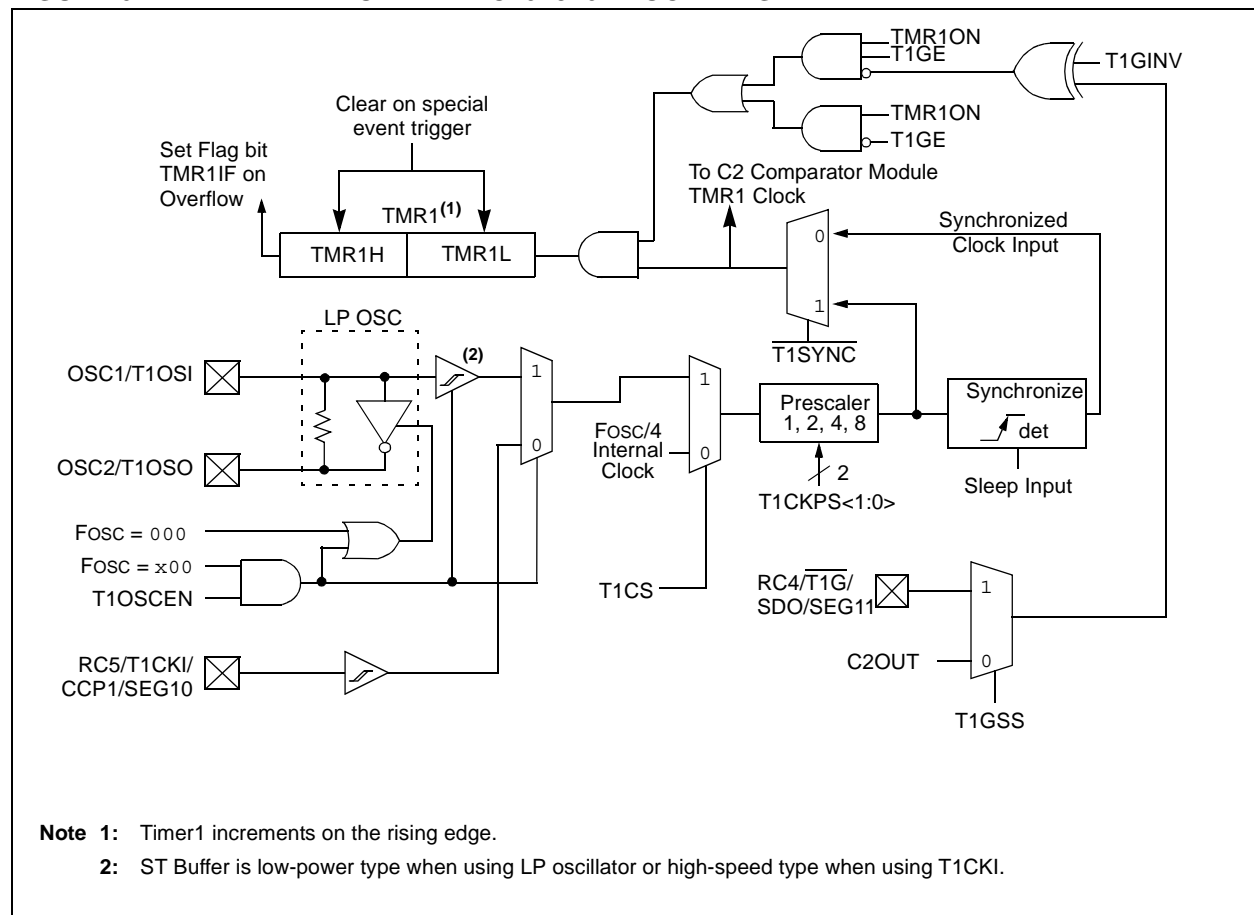 TMR1ON
T1GE
T1GINV
Clear on special
event trigger
TMR1ON
T1GE
Set Flag bit
TMR1IF on
Overflow
To C2 Comparator Module
TMR1 Clock
TMR1(1)
Synchronized
Clock Input
0
TMR1H
TMR1L
1
LP OSC
T1SYNC
(2)
OSC1/T1OSI
1
1
Synchronize
Prescaler
1, 2, 4, 8
det
FOSC/4
Internal
Clock
0
0
OSC2/T1OSO
2
Sleep Input
T1CKPS<1:0>
FOSC = 000
FOSC = x00
T1OSCEN
T1CS
RC4/T1G/
SDO/SEG11
1
RC5/T1CKI/
CCP1/SEG10
C2OUT
0
T1GSS
Note 1: Timer1 increments on the rising edge.
2: ST Buffer is low-power type when using LP oscillator or high-speed type when using T1CKI.